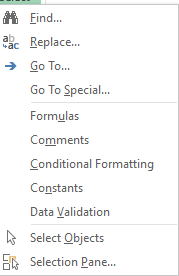 Find...
Replace...
Go To...
Go To Special...
Formulas
Comments
Conditional Formatting
Constants
Data Validation
Select Objects
Selection Pane...